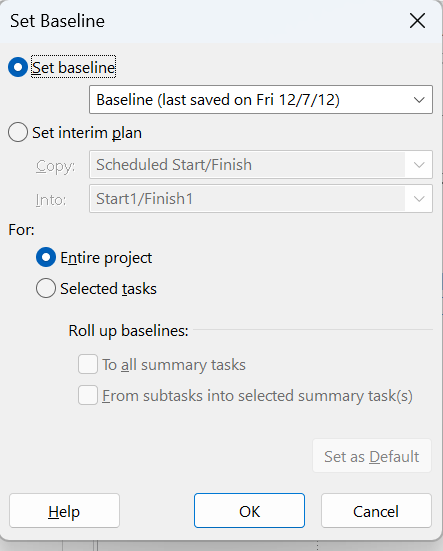 Set Baseline
Set baseline
Baseline (last saved on Fri 12/7/12)
Set interim plan
Copy: Scheduled Start/Finish
Into: Start1/Finish1
For:
Entire project
Selected tasks
Roll up baselines:
To all summary tasks
From subtasks into selected summary task(s)
Set as Default
Help OK Cancel